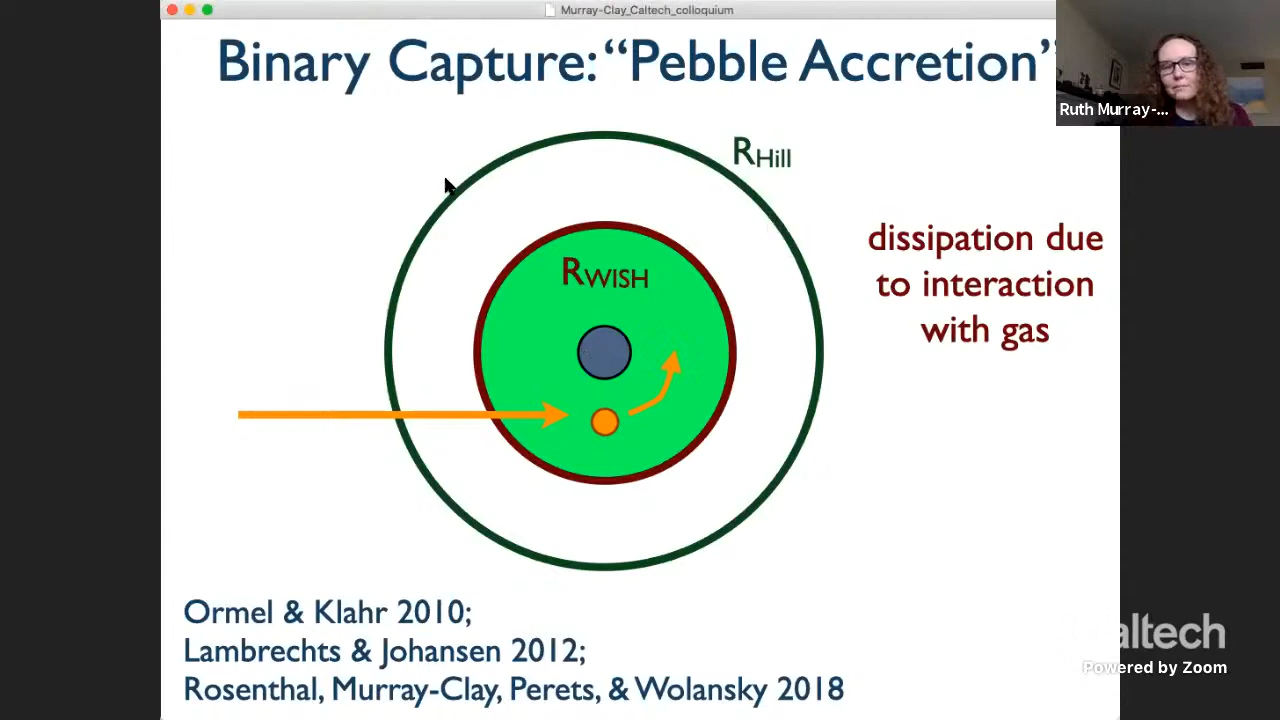 Murray-Clay_Caltech_colloquium
Binary Capture: “Pebble Accretion”
Ruth Murray-...
RHill
RWISH
dissipation due
to interaction
with gas
Ormel & Klahr 2010;
Lambrechts & Johansen 2012;
Rosenthal, Murray-Clay, Perets, & Wolansky 2018
Caltech
Powered by Zoom